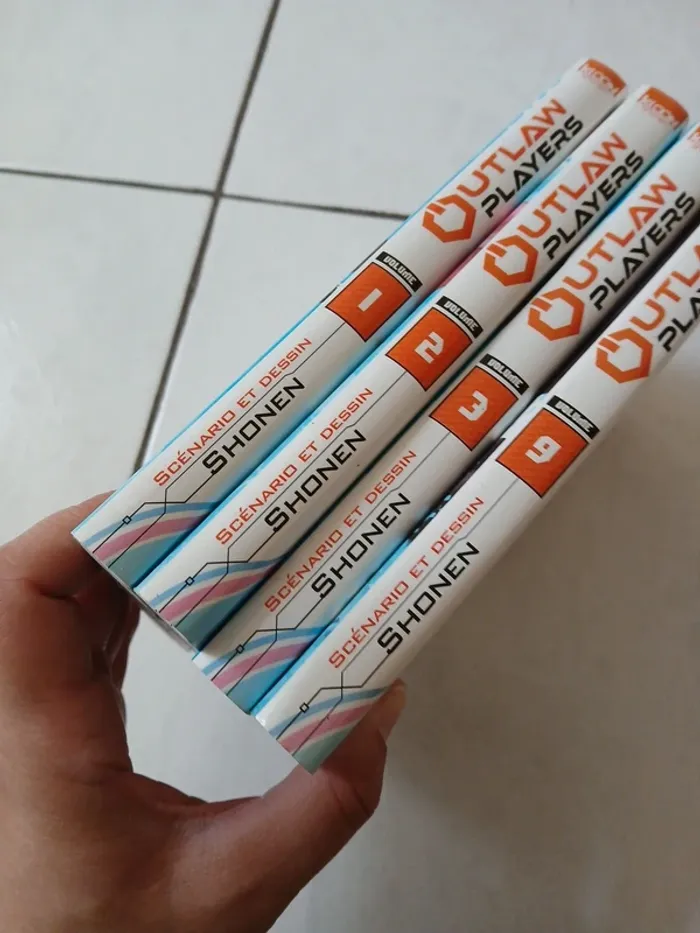 OUTLAW
PLAYERS
VOLUME
1
SCÉNARIO ET DESSIN
SHONEN
OUTLAW
PLAYERS
VOLUME
2
SCÉNARIO ET DESSIN
SHONEN
OUTLAW
PLAYERS
VOLUME
3
SCÉNARIO ET DESSIN
SHONEN
OUTLAW
VOLUME
9
SCÉNARIO ET DESSIN
SHONEN